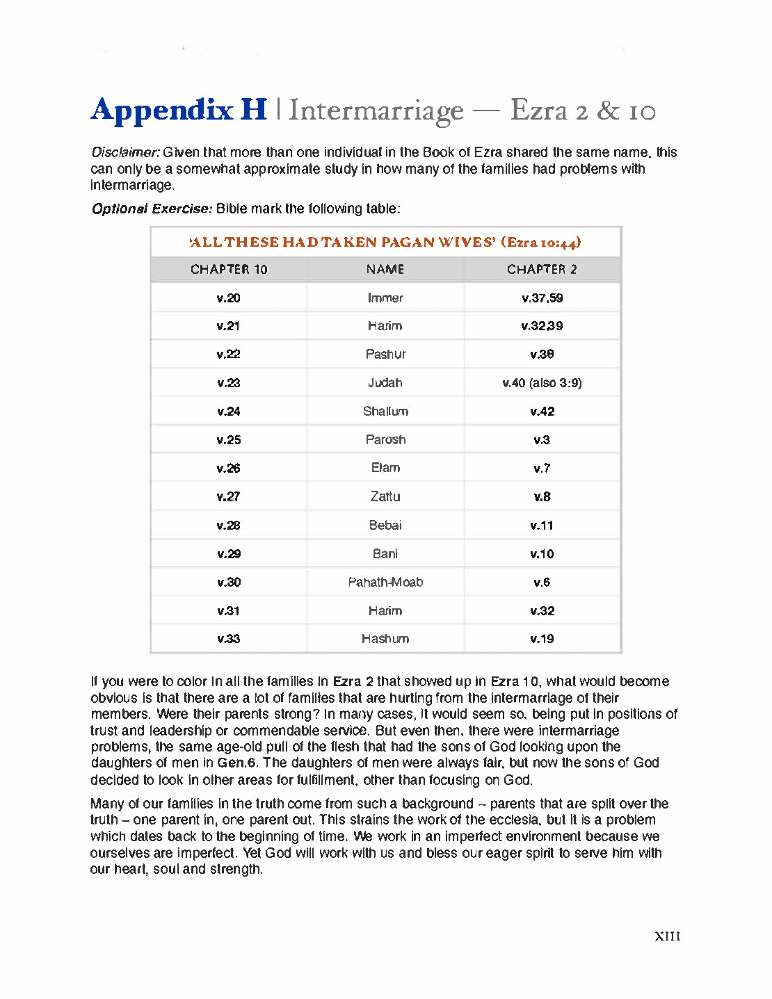 Appendix H | Intermarriage — Ezra 2 & 10
Disclaimer: Given that more than one individual in the Book of Ezra shared the same name, this
can only be a somewhat approximate study in how many of the families had problems with
intermarriage.
Optional Exercise: Bible mark the following table:
'ALL THESE HAD TAKEN PAGAN WIVES' (Ezra 10:44)
CHAPTER 10 NAME CHAPTER 2
v.20 Immer v.37,59
v.21 Harim v.32,39
v.22 Pashur v.38
v.23 Judah v.40 (also 3:9)
v.24 Shallum v.42
v.25 Parosh v.3
v.26 Elam v.7
v.27 Zattu v.8
v.28 Bebai v.11
v.29 Bani v.10
v.30 Pahath-Moab v.6
v.31 Harim v.32
v.33 Hashum v.19
If you were to color in all the families in Ezra 2 that showed up in Ezra 10, what would become
obvious is that there are a lot of families that are hurting from the intermarriage of their
members. Were their parents strong? In many cases, it would seem so, being put in positions of
trust and leadership or commendable service. But even then, there were intermarriage
problems, the same age-old pull of the flesh that had the sons of God looking upon the
daughters of men in Gen.6. The daughters of men were always fair, but now the sons of God
decided to look in other areas for fulfillment, other than focusing on God.
Many of our families in the truth come from such a background – parents that are split over the
truth – one parent in, one parent out. This strains the work of the ecclesia, but it is a problem
which dates back to the beginning of time. We work in an imperfect environment because we
ourselves are imperfect. Yet God will work with us and bless our eager spirit to serve him with
our heart, soul and strength.
XIII